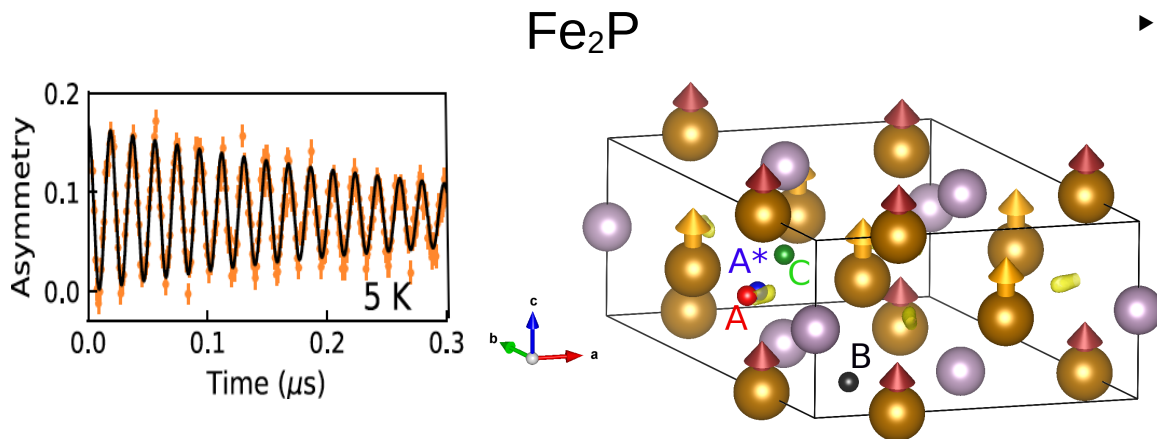 Fe₂P
Asymmetry
0.2
0.1
0.0
5 K
0.0 0.1 0.2 0.3
Time (μs)
c
b
a
A*
C
A
B